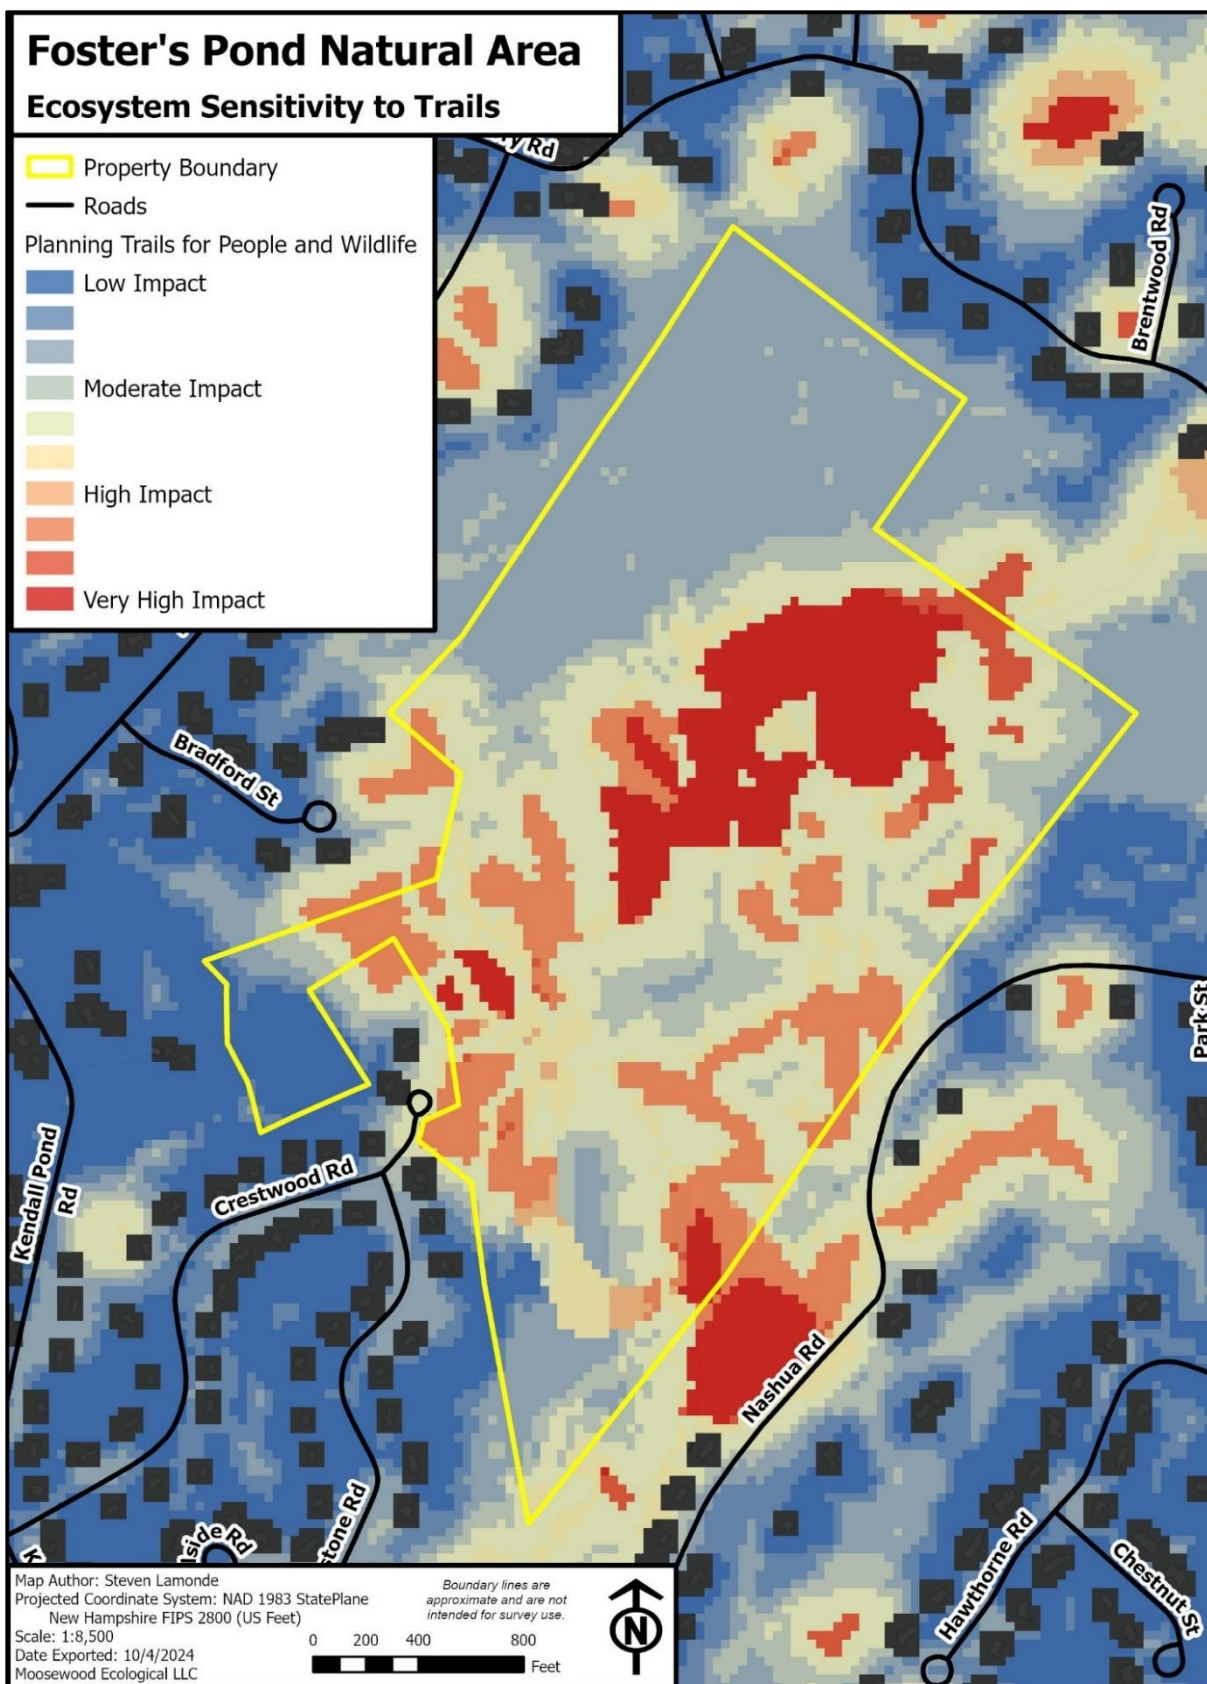 Foster's Pond Natural Area
Ecosystem Sensitivity to Trails
Property Boundary
Roads
Planning Trails for People and Wildlife
Low Impact
Moderate Impact
High Impact
Very High Impact
Rd
Brentwood Rd
Bradford St
Park St
Kendall Pond
Rd
Crestwood Rd
Nashua Rd
Hawthorne Rd
Chestnut St
Rd
Rd
Map Author: Steven Lamonde
Projected Coordinate System: NAD 1983 StatePlane
New Hampshire FIPS 2800 (US Feet)
Scale: 1:8,500
Date Exported: 10/4/2024
Moosewood Ecological LLC
Boundary lines are
approximate and are not
intended for survey use.
0 200 400 800
Feet
N